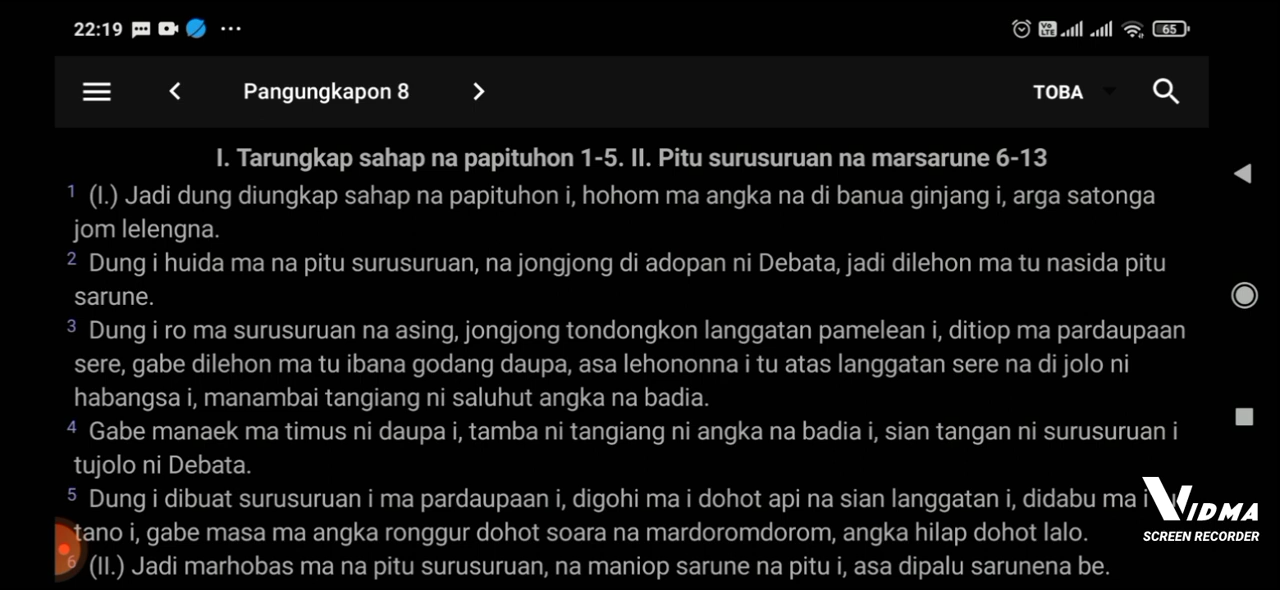 22:19
Vo LTE
65
Pangungkapon 8
TOBA
I. Tarungkap sahap na papituhon 1-5. II. Pitu surusuruan na marsarune 6-13
1 (I.) Jadi dung diungkap sahap na papituhon i, hohom ma angka na di banua ginjang i, arga satonga
jom lelengna.
2 Dung i huida ma na pitu surusuruan, na jongjong di adopan ni Debata, jadi dilehon ma tu nasida pitu
sarune.
3 Dung i ro ma surusuruan na asing, jongjong tondongkon langgatan pamelean i, ditiop ma pardaupaan
sere, gabe dilehon ma tu ibana godang daupa, asa lehononna i tu atas langgatan sere na di jolo ni
habangsa i, manambai tangiang ni saluhut angka na badia.
4 Gabe manaek ma timus ni daupa i, tamba ni tangiang ni angka na badia i, sian tangan ni surusuruan i
tujolo ni Debata.
5 Dung i dibuat surusuruan i ma pardaupaan i, digohi ma i dohot api na sian langgatan i, didabu ma i
tano i, gabe masa ma angka ronggur dohot soara na mardoromdorom, angka hilap dohot lalo.
6 (II.) Jadi marhobas ma na pitu surusuruan, na maniop sarune na pitu i, asa dipalu sarunena be.
VIDMA
SCREEN RECORDER